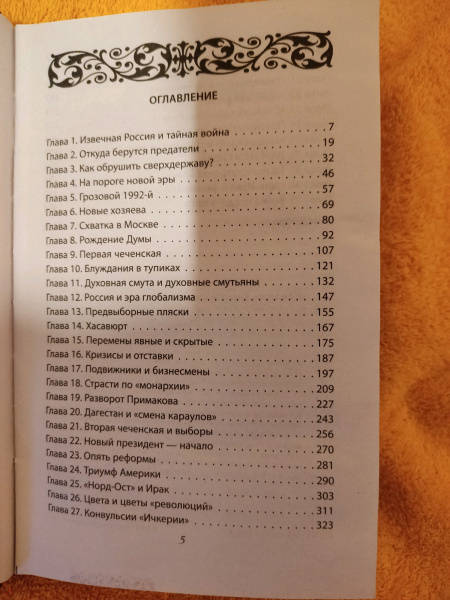 ОГЛАВЛЕНИЕ
Глава 1. Извечная Россия и тайная война . . . . . . . . . . . . . 7
Глава 2. Откуда берутся предатели . . . . . . . . . . . . . . . . . 19
Глава 3. Как обрушить сверхдержаву? . . . . . . . . . . . . . . . 32
Глава 4. На пороге новой эры . . . . . . . . . . . . . . . . . . . . . 46
Глава 5. Грозовой 1992-й . . . . . . . . . . . . . . . . . . . . . . . . 57
Глава 6. Новые хозяева . . . . . . . . . . . . . . . . . . . . . . . . . 69
Глава 7. Схватка в Москве . . . . . . . . . . . . . . . . . . . . . . . 80
Глава 8. Рождение Думы . . . . . . . . . . . . . . . . . . . . . . . . 92
Глава 9. Первая чеченская . . . . . . . . . . . . . . . . . . . . . . 107
Глава 10. Блуждания в тупиках . . . . . . . . . . . . . . . . . . . 121
Глава 11. Духовная смута и духовные смутьяны . . . . . . . 132
Глава 12. Россия и эра глобализма . . . . . . . . . . . . . . . . 147
Глава 13. Предвыборные пляски . . . . . . . . . . . . . . . . . . 155
Глава 14. Хасавюрт . . . . . . . . . . . . . . . . . . . . . . . . . . . 167
Глава 15. Перемены явные и скрытые . . . . . . . . . . . . . . 175
Глава 16. Кризисы и отставки . . . . . . . . . . . . . . . . . . . . 187
Глава 17. Подвижники и бизнесмены . . . . . . . . . . . . . . . 197
Глава 18. Страсти по «монархии» . . . . . . . . . . . . . . . . . 209
Глава 19. Разворот Примакова . . . . . . . . . . . . . . . . . . . 227
Глава 20. Дагестан и «смена караулов» . . . . . . . . . . . . . 243
Глава 21. Вторая чеченская и выборы . . . . . . . . . . . . . . 256
Глава 22. Новый президент — начало . . . . . . . . . . . . . . 270
Глава 23. Опять реформы . . . . . . . . . . . . . . . . . . . . . . . 281
Глава 24. Триумф Америки . . . . . . . . . . . . . . . . . . . . . . 290
Глава 25. «Норд-Ост» и Ирак . . . . . . . . . . . . . . . . . . . . 303
Глава 26. Цвета и цветы «революций» . . . . . . . . . . . . . . 311
Глава 27. Конвульсии «Ичкерии» . . . . . . . . . . . . . . . . . . 323
5